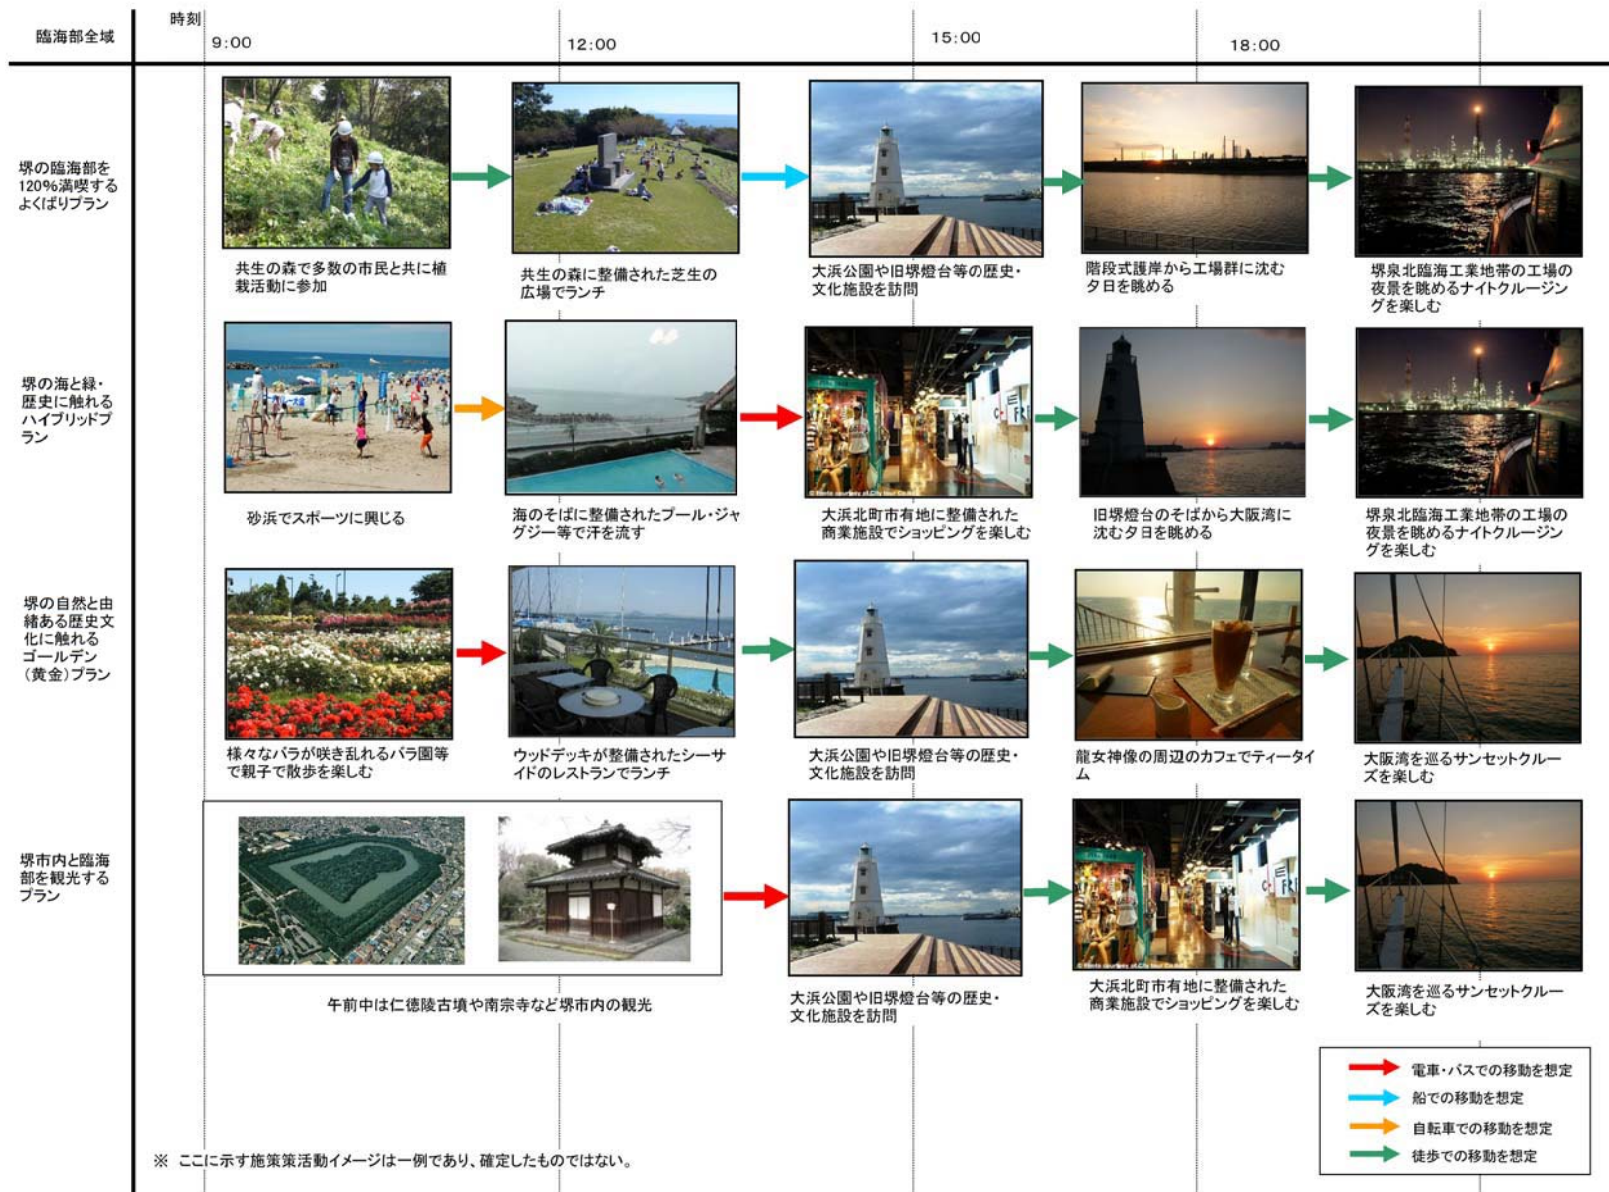 臨海部全域
時刻
9:00
12:00
15:00
18:00
堺の臨海部を
120%満喫する
よくばりプラン
共生の森で多数の市民と共に植
栽活動に参加
共生の森に整備された芝生の
広場でランチ
大浜公園や旧堺燈台等の歴史・
文化施設を訪問
階段式護岸から工場群に沈む
夕日を眺める
堺泉北臨海工業地帯の工場の
夜景を眺めるナイトクルージン
グを楽しむ
堺の海と緑・
歴史に触れる
ハイブリッドプ
ラン
砂浜でスポーツに興じる
海のそばに整備されたプール・ジャ
グジー等で汗を流す
大浜北町市有地に整備された
商業施設でショッピングを楽しむ
旧堺燈台のそばから大阪湾に
沈む夕日を眺める
堺泉北臨海工業地帯の工場の
夜景を眺めるナイトクルージン
グを楽しむ
堺の自然と由
緒ある歴史文
化に触れる
ゴールデン
(黄金)プラン
様々なバラが咲き乱れるバラ園等
で親子で散歩を楽しむ
ウッドデッキが整備されたシーサ
イドのレストランでランチ
大浜公園や旧堺燈台等の歴史・
文化施設を訪問
龍女神像の周辺のカフェでティータイ
ム
大阪湾を巡るサンセットクルー
ズを楽しむ
堺市内と臨海
部を観光する
プラン
午前中は仁徳陵古墳や南宗寺など堺市内の観光
大浜公園や旧堺燈台等の歴史・
文化施設を訪問
大浜北町市有地に整備された
商業施設でショッピングを楽しむ
大阪湾を巡るサンセットクルー
ズを楽しむ
電車・バスでの移動を想定
船での移動を想定
自転車での移動を想定
徒歩での移動を想定
※ ここに示す施策策活動イメージは一例であり、確定したものではない。